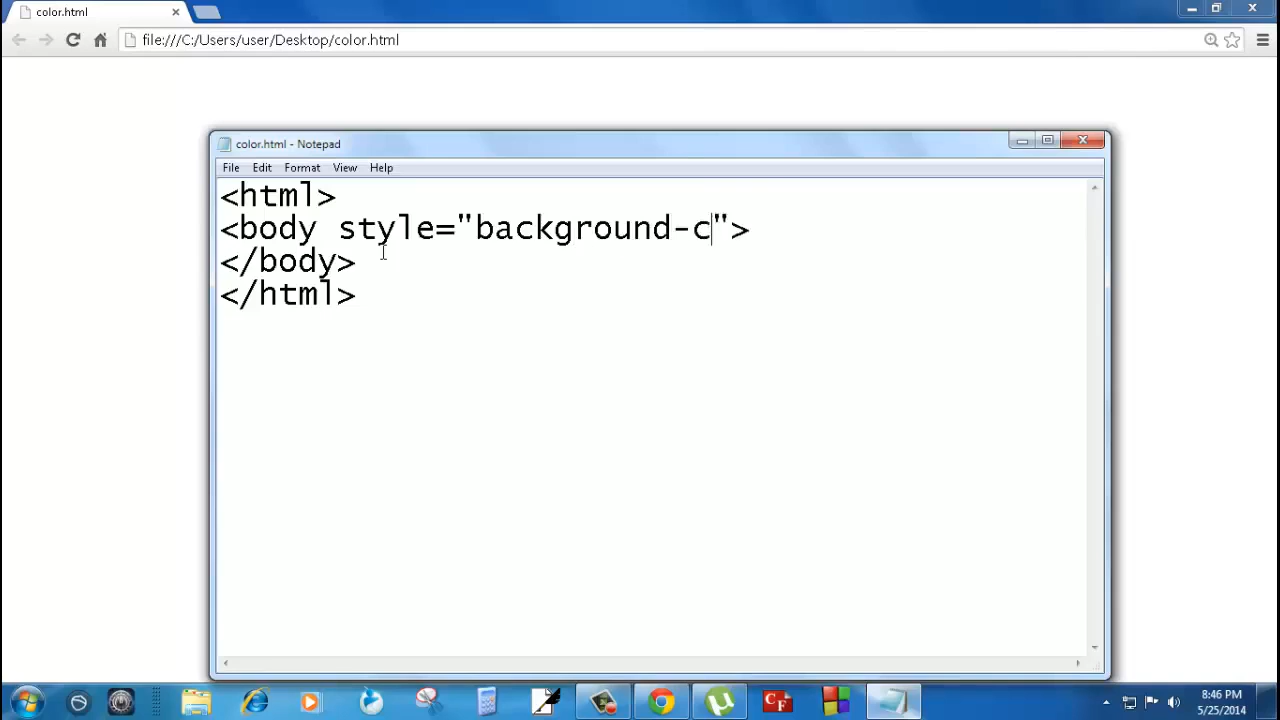 color.html
file:///C:/Users/user/Desktop/color.html
color.html - Notepad
File Edit Format View Help
<html>
<body style="background-c">
</body>
</html>
CF
8:46 PM
5/25/2014